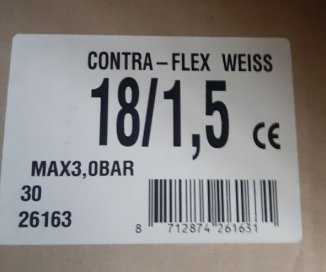 CONTRA-FLEX WEISS
18/1,5 CE
MAX3,0BAR
30
26163
8 712874 261631